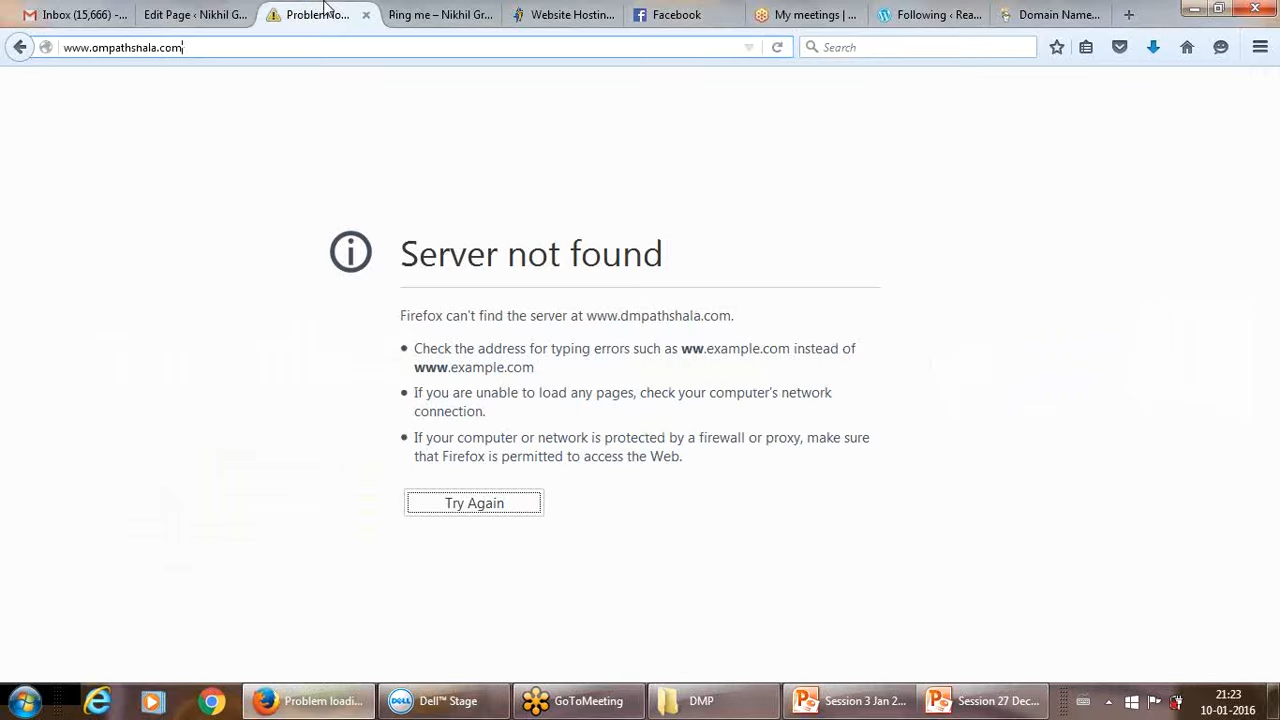 Inbox (15,666) -...
Edit Page ‹ Nikhil G...
Ring me – Nikhil Gr...
Website Hostin...
Facebook
My meetings | ...
Following ‹ Rea...
Domain Name...
www.ompathshala.com
Search
Server not found
Firefox can't find the server at www.dmpathshala.com.
Check the address for typing errors such as ww.example.com instead of
www.example.com
If you are unable to load any pages, check your computer's network
connection.
If your computer or network is protected by a firewall or proxy, make sure
that Firefox is permitted to access the Web.
Try Again
Problem loadi...
Dell™ Stage
GoToMeeting
DMP
Session 3 Jan 2...
Session 27 Dec...
21:23
10-01-2016